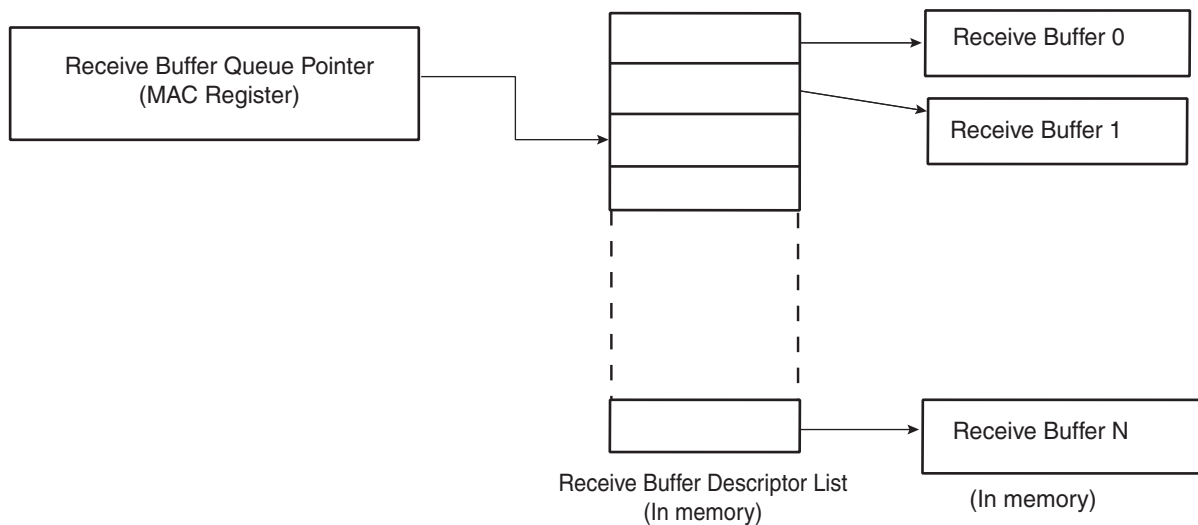 Receive Buffer Queue Pointer
(MAC Register)
Receive Buffer 0
Receive Buffer 1
Receive Buffer N
Receive Buffer Descriptor List
(In memory)
(In memory)